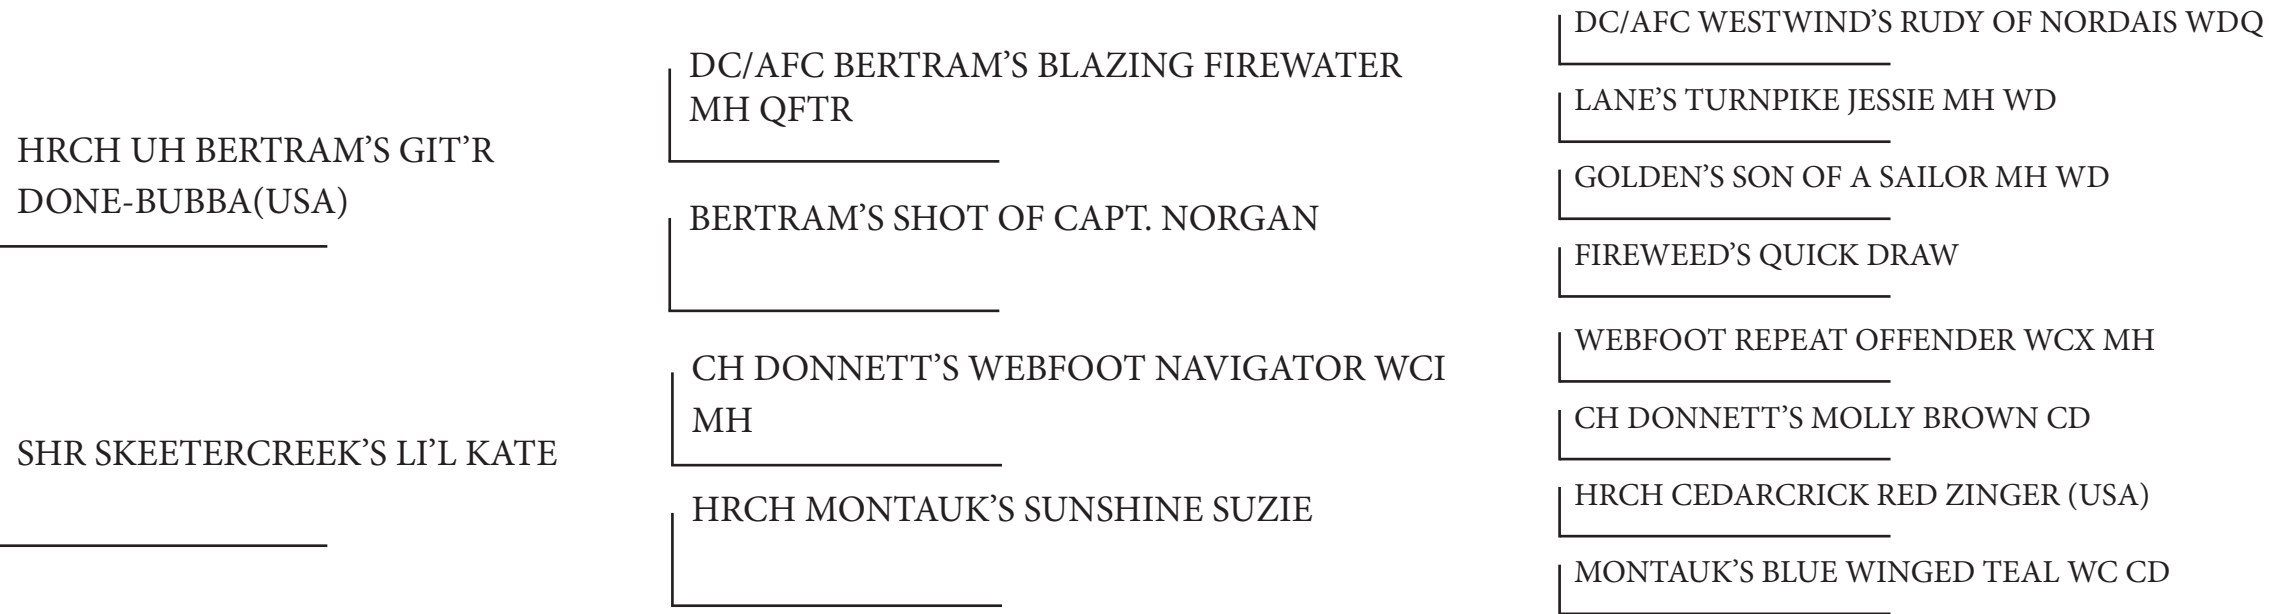 HRCH UH BERTRAM’S GIT’R
DONE-BUBBA(USA)
SHR SKEETERCREEK’S LI’L KATE
DC/AFC BERTRAM’S BLAZING FIREWATER
MH QFTR
BERTRAM’S SHOT OF CAPT. NORGAN
CH DONNETT’S WEBFOOT NAVIGATOR WCI
MH
HRCH MONTAUK’S SUNSHINE SUZIE
DC/AFC WESTWIND’S RUDY OF NORDAIS WDQ
LANE’S TURNPIKE JESSIE MH WD
GOLDEN’S SON OF A SAILOR MH WD
FIREWEED’S QUICK DRAW
WEBFOOT REPEAT OFFENDER WCX MH
CH DONNETT’S MOLLY BROWN CD
HRCH CEDARCRICK RED ZINGER (USA)
MONTAUK’S BLUE WINGED TEAL WC CD